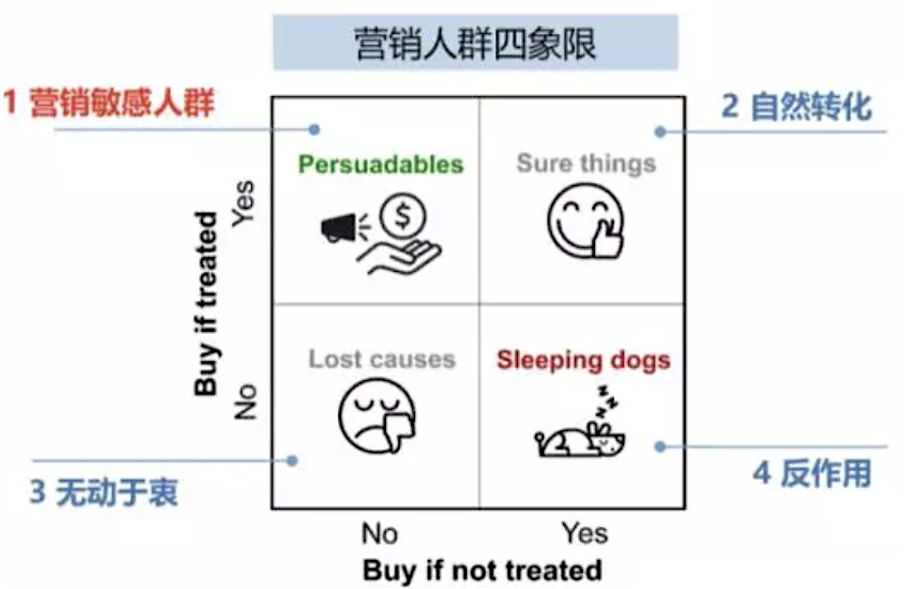 营销人群四象限
1 营销敏感人群
2 自然转化
Persuadables
Sure things
$
Buy if treated
Yes
No
Lost causes
Sleeping dogs
z
z
z
3 无动于衷
4 反作用
No
Yes
Buy if not treated